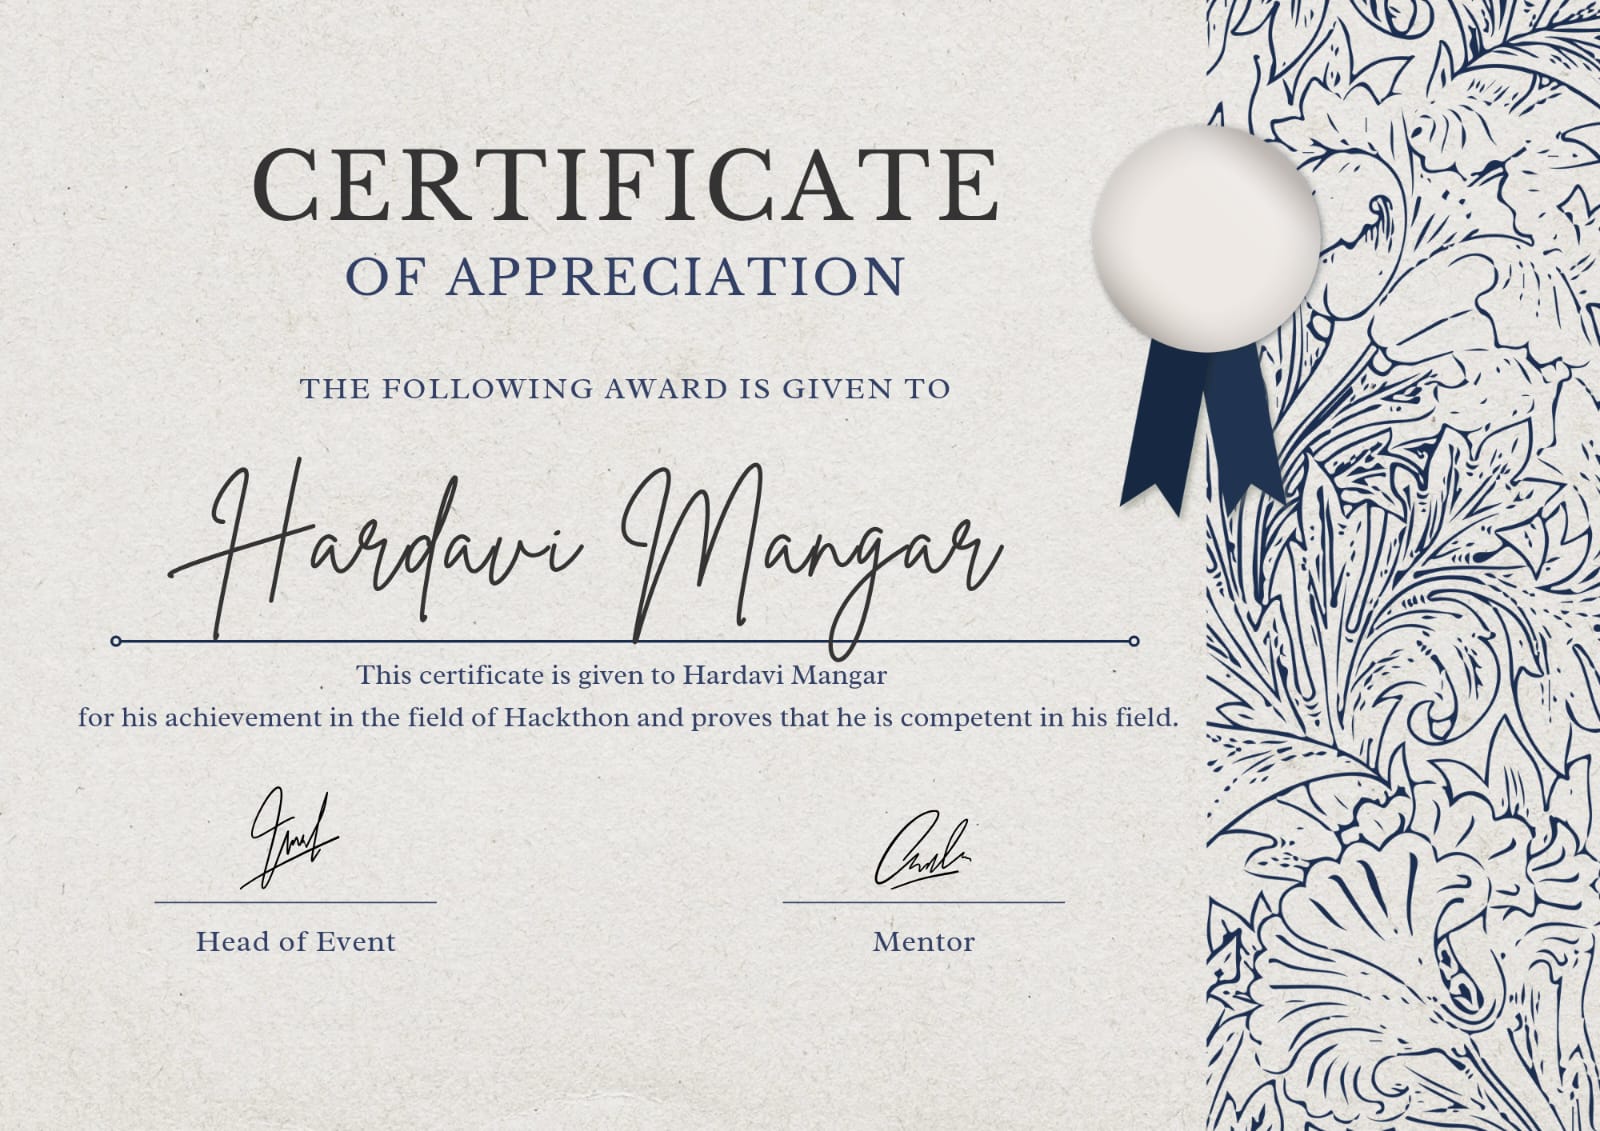 CERTIFICATE
OF APPRECIATION
THE FOLLOWING AWARD IS GIVEN TO
Hardavi Mangar
This certificate is given to Hardavi Mangar
for his achievement in the field of Hackthon and proves that he is competent in his field.
Head of Event
Mentor